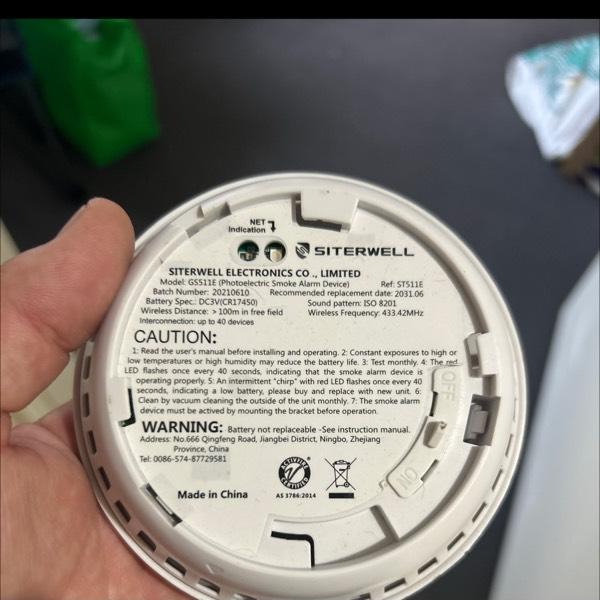 NET
Indication
SITERWELL
SITERWELL ELECTRONICS CO ., LIMITED
Model: GS511E (Photoelectric Smoke Alarm Device) Ref: ST511E
Batch Number: 20210610 Recommended replacement date: 2031.06
Battery Spec.: DC3V(CR17450) Sound pattern: ISO 8201
Wireless Distance: >100m in free field Wireless Frequency: 433.42MHz
Interconnection: up to 40 devices
CAUTION:
1: Read the user's manual before installing and operating. 2: Constant exposures to high or
low temperatures or high humidity may reduce the battery life. 3: Test monthly. 4: The red
LED flashes once every 40 seconds, indicating that the smoke alarm device is
operating properly. 5: An intermittent "chirp" with red LED flashes once every 40
seconds, indicating a low battery, please buy and replace with new unit. 6:
Clean by vacuum cleaning the outside of the unit monthly. 7: The smoke alarm
device must be actived by mounting the bracket before operation.
OFF
WARNING: Battery not replaceable -See instruction manual.
Address: No.666 Qingfeng Road, Jiangbei District, Ningbo, Zhejiang
Province, China
Tel: 0086-574-87729581
ON
ACTIVFIRE
CERTIFIED
Made in China
AS 3786:2014